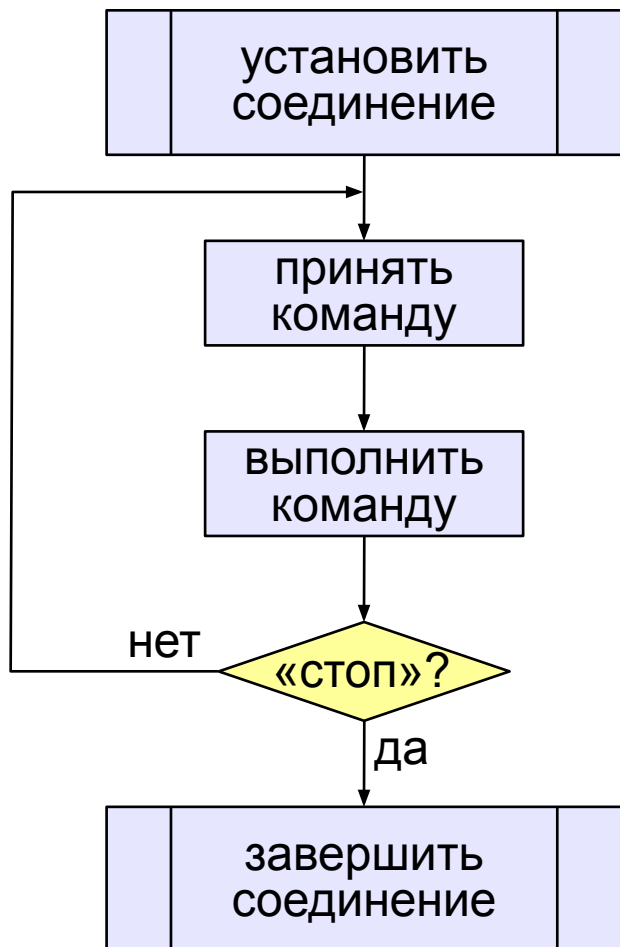 установить
соединение
принять
команду
выполнить
команду
нет
«стоп»?
да
завершить
соединение